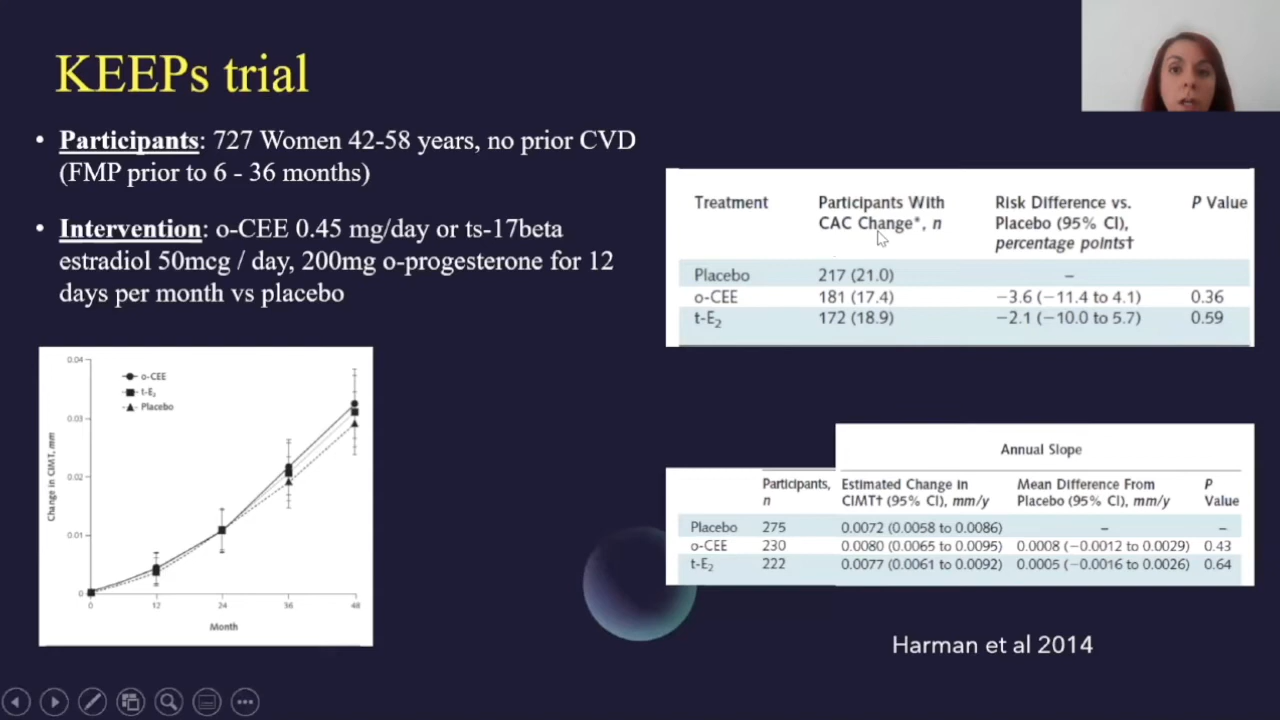 KEEPs trial
• Participants: 727 Women 42-58 years, no prior CVD
(FMP prior to 6 - 36 months)
• Intervention: o-CEE 0.45 mg/day or ts-17beta
estradiol 50mcg / day, 200mg o-progesterone for 12
days per month vs placebo
0.04
0.03
0.02
0.01
0
Change in CIMT, mm
o-CEE
t-E₂
Placebo
0 12 24 36 48
Month
Treatment Participants With Risk Difference vs. P Value
CAC Change*, n Placebo (95% CI),
percentage points†
Placebo 217 (21.0) –
o-CEE 181 (17.4) −3.6 (−11.4 to 4.1) 0.36
t-E₂ 172 (18.9) −2.1 (−10.0 to 5.7) 0.59
Annual Slope
Participants, Estimated Change in Mean Difference From P
n CIMT† (95% CI), mm/y Placebo (95% CI), mm/y Value
Placebo 275 0.0072 (0.0058 to 0.0086) – –
o-CEE 230 0.0080 (0.0065 to 0.0095) 0.0008 (−0.0012 to 0.0029) 0.43
t-E₂ 222 0.0077 (0.0061 to 0.0092) 0.0005 (−0.0016 to 0.0026) 0.64
Harman et al 2014